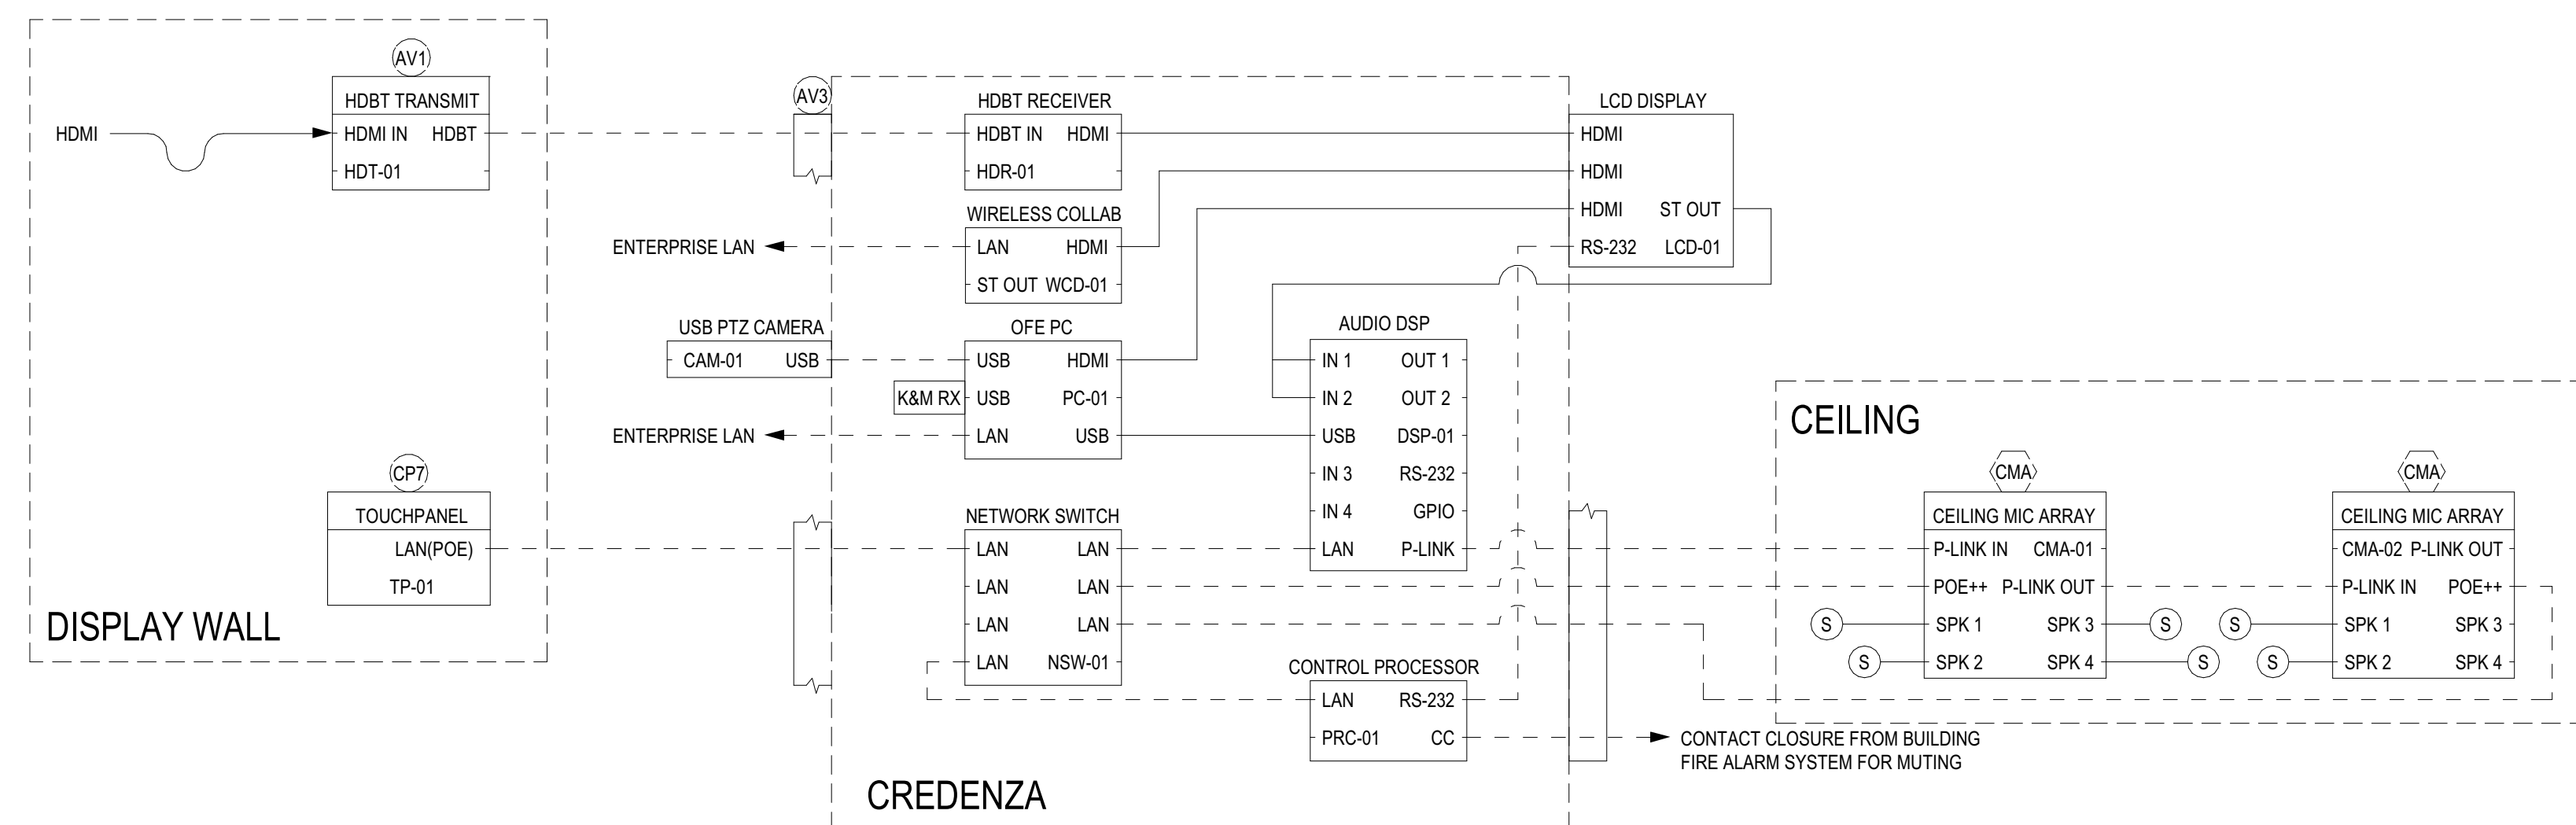 AV1
HDBT TRANSMIT
HDMI
HDMI IN HDBT
HDT-01
CP7
TOUCHPANEL
LAN(POE)
TP-01
DISPLAY WALL
AV3
HDBT RECEIVER
HDBT IN HDMI
HDR-01
WIRELESS COLLAB
ENTERPRISE LAN
LAN HDMI
ST OUT WCD-01
USB PTZ CAMERA
CAM-01 USB
OFE PC
USB HDMI
K&M RX
USB PC-01
ENTERPRISE LAN
LAN USB
NETWORK SWITCH
LAN LAN
LAN LAN
LAN LAN
LAN NSW-01
LCD DISPLAY
HDMI
HDMI
HDMI ST OUT
RS-232 LCD-01
AUDIO DSP
IN 1 OUT 1
IN 2 OUT 2
USB DSP-01
IN 3 RS-232
IN 4 GPIO
LAN P-LINK
CONTROL PROCESSOR
LAN RS-232
PRC-01 CC
CONTACT CLOSURE FROM BUILDING
FIRE ALARM SYSTEM FOR MUTING
CREDENZA
CEILING
CMA
CEILING MIC ARRAY
P-LINK IN CMA-01
POE++ P-LINK OUT
S SPK 1 SPK 3 S
S SPK 2 SPK 4 S
CMA
CEILING MIC ARRAY
CMA-02 P-LINK OUT
P-LINK IN POE++
S SPK 1 SPK 3
S SPK 2 SPK 4